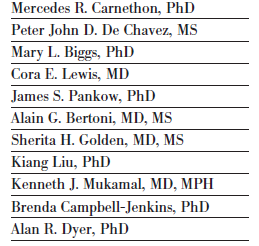 Mercedes R. Carnethon, PhD
Peter John D. De Chavez, MS
Mary L. Biggs, PhD
Cora E. Lewis, MD
James S. Pankow, PhD
Alain G. Bertoni, MD, MS
Sherita H. Golden, MD, MS
Kiang Liu, PhD
Kenneth J. Mukamal, MD, MPH
Brenda Campbell-Jenkins, PhD
Alan R. Dyer, PhD